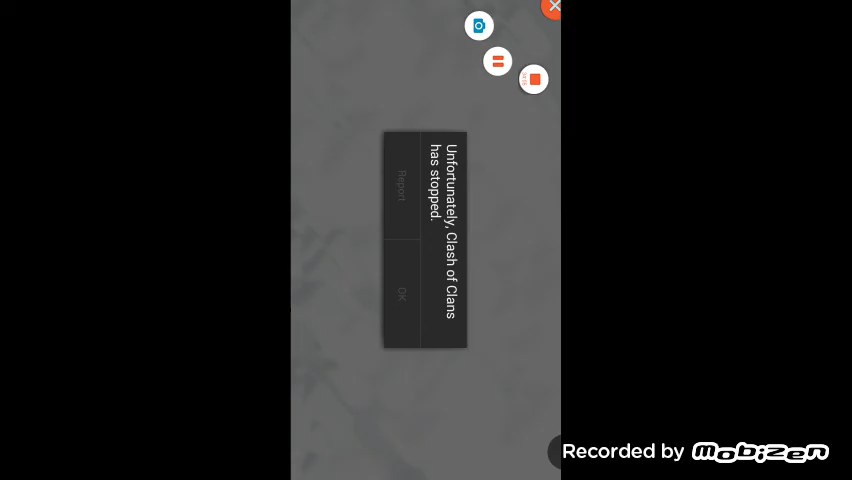 Unfortunately, Clash of Clans
has stopped.
Report
OK
Recorded by mobizen